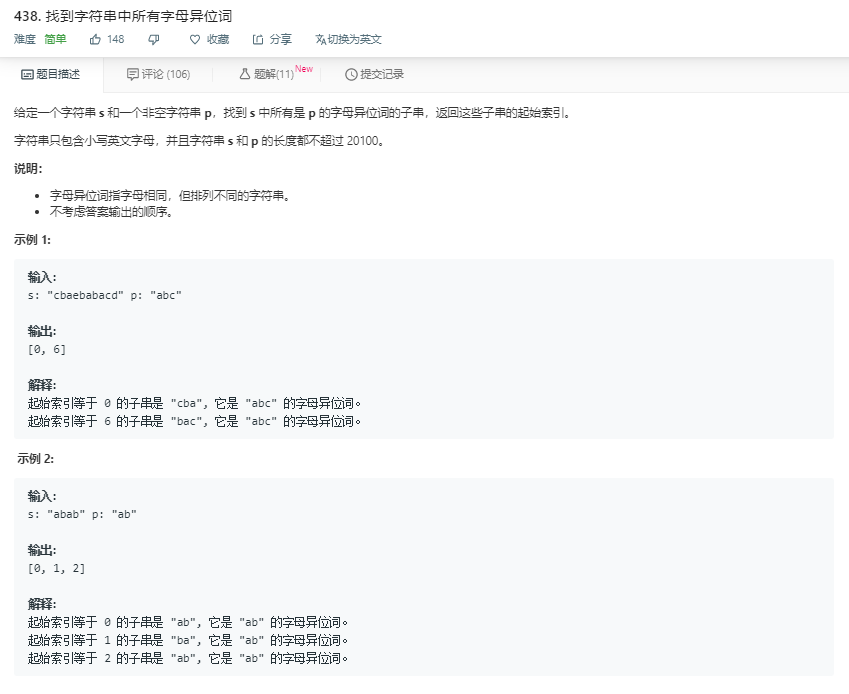 438. 找到字符串中所有字母异位词
难度 简单 148 收藏 分享 切换为英文
题目描述 评论 (106) 题解(11) New 提交记录
给定一个字符串 s 和一个非空字符串 p，找到 s 中所有是 p 的字母异位词的子串，返回这些子串的起始索引。
字符串只包含小写英文字母，并且字符串 s 和 p 的长度都不超过 20100。
说明：
• 字母异位词指字母相同，但排列不同的字符串。
• 不考虑答案输出的顺序。
示例 1:
输入:
s: "cbaebabacd" p: "abc"
输出:
[0, 6]
解释:
起始索引等于 0 的子串是 "cba", 它是 "abc" 的字母异位词。
起始索引等于 6 的子串是 "bac", 它是 "abc" 的字母异位词。
示例 2:
输入:
s: "abab" p: "ab"
输出:
[0, 1, 2]
解释:
起始索引等于 0 的子串是 "ab", 它是 "ab" 的字母异位词。
起始索引等于 1 的子串是 "ba", 它是 "ab" 的字母异位词。
起始索引等于 2 的子串是 "ab", 它是 "ab" 的字母异位词。